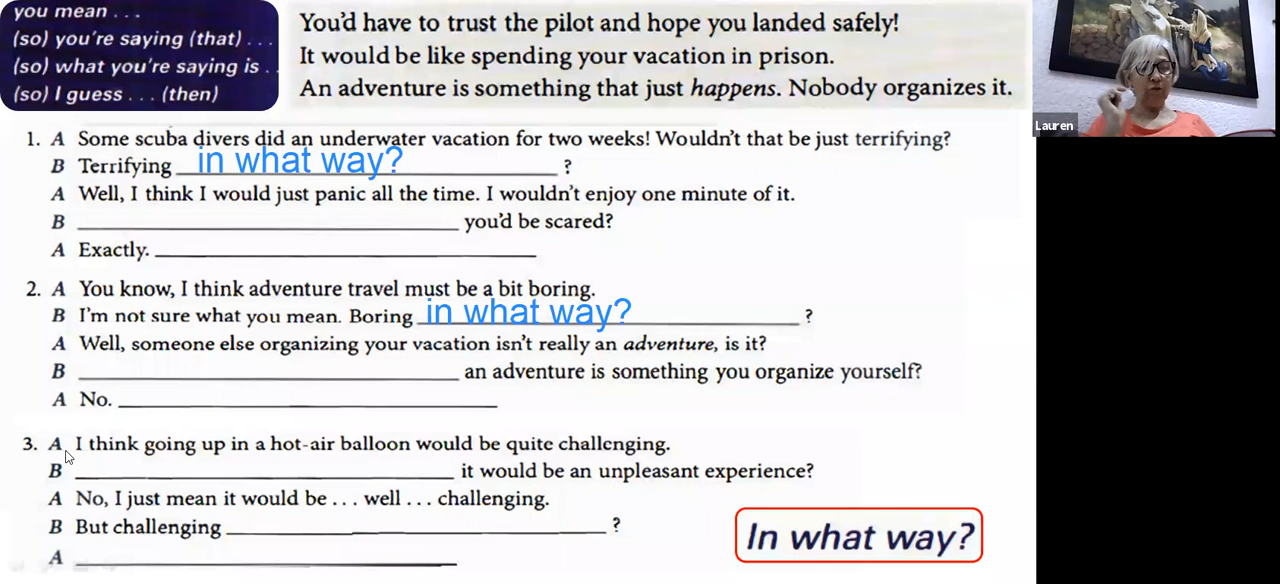 you mean . . .
(so) you're saying (that) . . .
(so) what you're saying is . .
(so) I guess . . . (then)
You'd have to trust the pilot and hope you landed safely!
It would be like spending your vacation in prison.
An adventure is something that just happens. Nobody organizes it.
Lauren
1. A Some scuba divers did an underwater vacation for two weeks! Wouldn't that be just terrifying?
B Terrifying in what way? ?
A Well, I think I would just panic all the time. I wouldn't enjoy one minute of it.
B ____ you'd be scared?
A Exactly. ____
2. A You know, I think adventure travel must be a bit boring.
B I'm not sure what you mean. Boring in what way? ?
A Well, someone else organizing your vacation isn't really an adventure, is it?
B ____ an adventure is something you organize yourself?
A No. ____
3. A I think going up in a hot-air balloon would be quite challenging.
B ____ it would be an unpleasant experience?
A No, I just mean it would be . . . well . . . challenging.
B But challenging ____ ?
A ____
In what way?